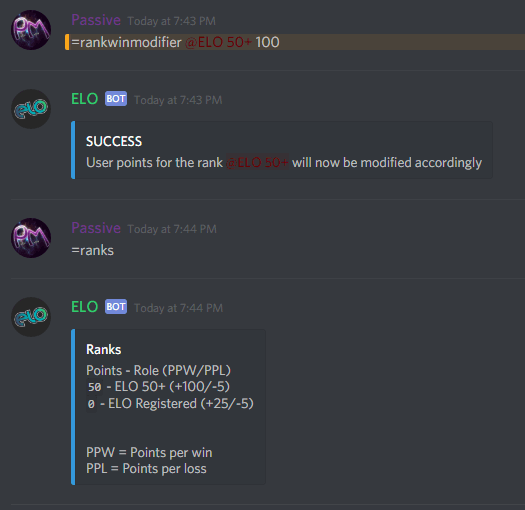 Passive Today at 7:43 PM
=rankwinmodifier @ELO 50+ 100
elo
ELO BOT Today at 7:43 PM
SUCCESS
User points for the rank @ELO 50+ will now be modified accordingly
Passive Today at 7:44 PM
=ranks
elo
ELO BOT Today at 7:44 PM
Ranks
Points - Role (PPW/PPL)
50 - ELO 50+ (+100/-5)
0 - ELO Registered (+25/-5)
PPW = Points per win
PPL = Points per loss